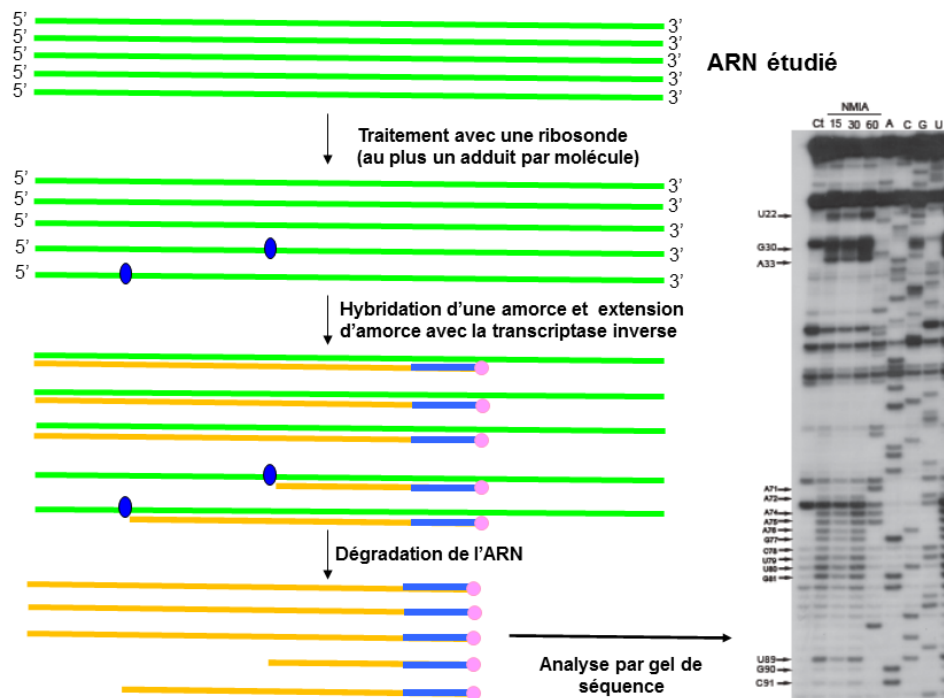 5’ 3’
5’ 3’
5’ 3’
5’ 3’
5’ 3’
ARN étudié
Traitement avec une ribosonde
(au plus un adduit par molécule)
5’ 3’
5’ 3’
5’ 3’
5’ 3’
5’ 3’
Hybridation d’une amorce et extension
d’amorce avec la transcriptase inverse
Dégradation de l’ARN
Analyse par gel de
séquence
NMIA
Ct 15 30 60 A C G U
U22
G30
A33
A71
A72
A74
A75
G77
C78
U79
U80
G81
U89
G90
C91